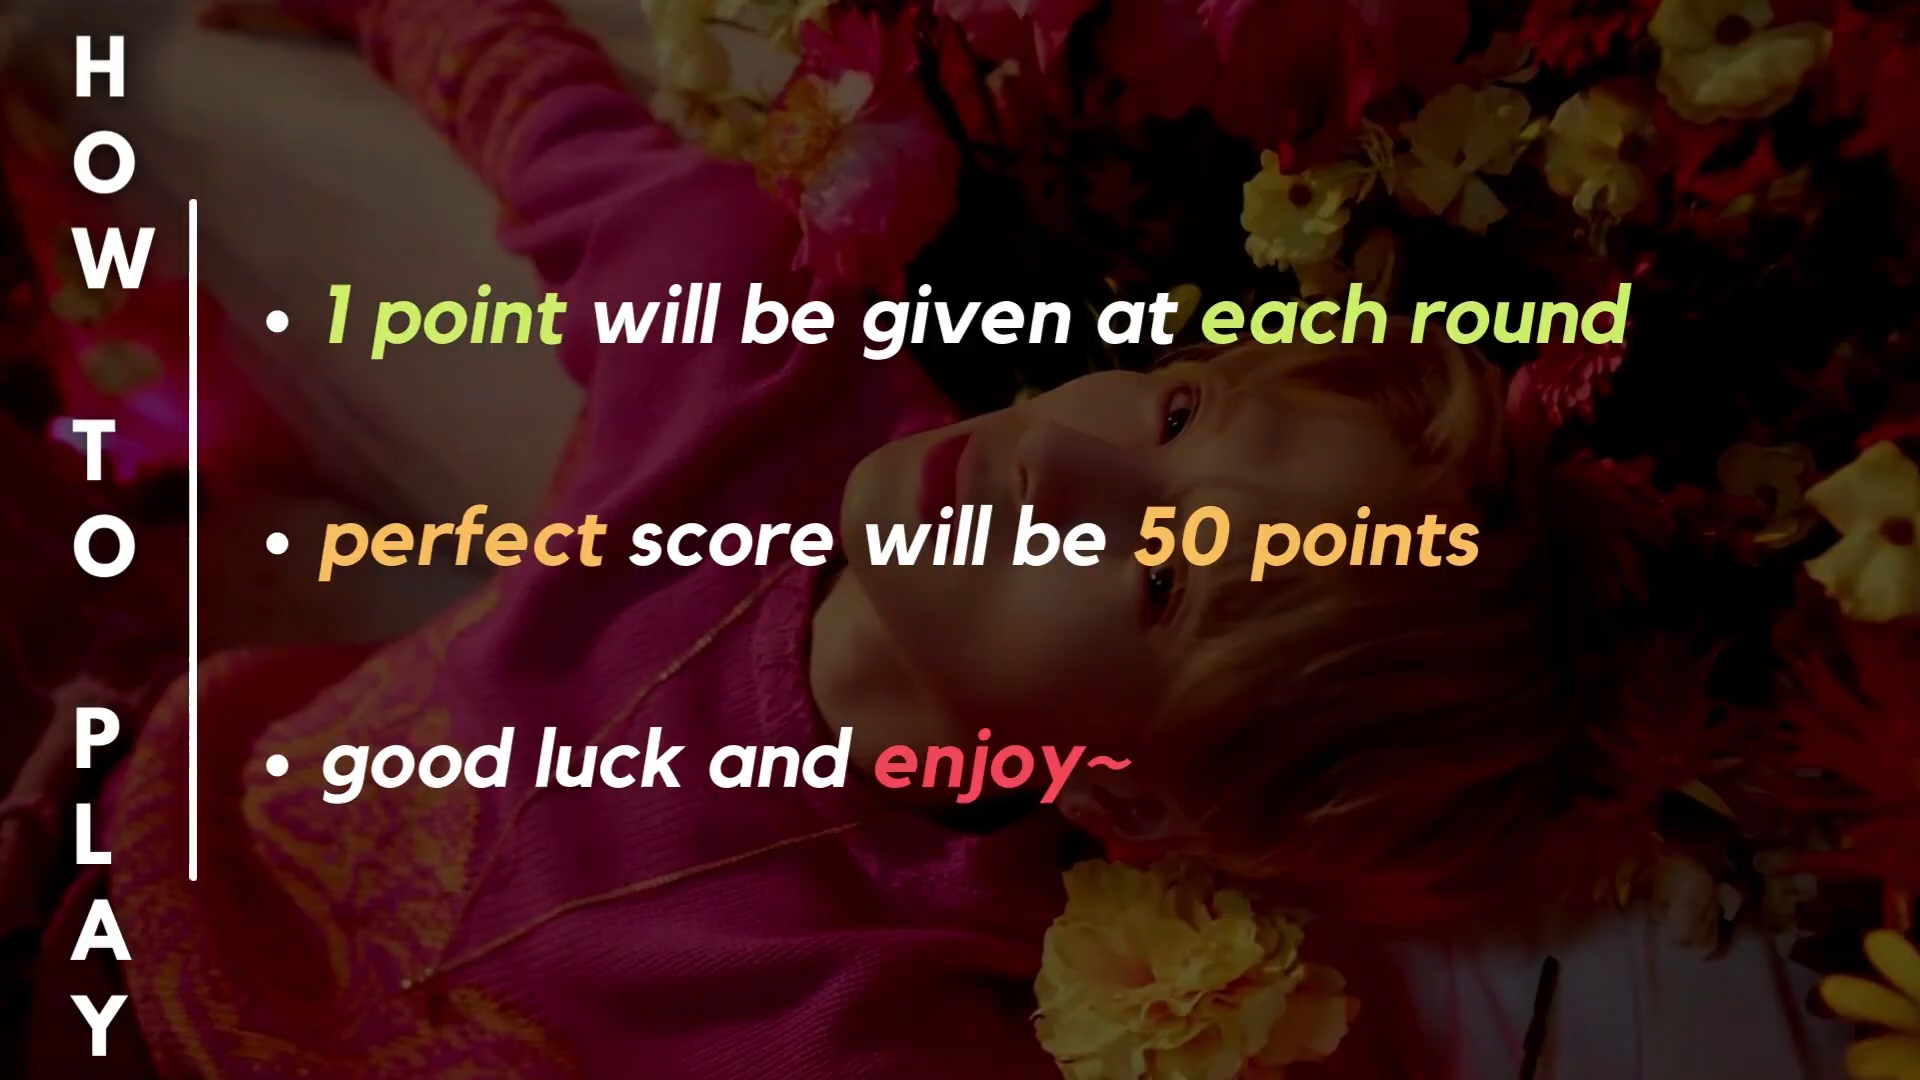 HOW TO PLAY
• 1 point will be given at each round
• perfect score will be 50 points
• good luck and enjoy~